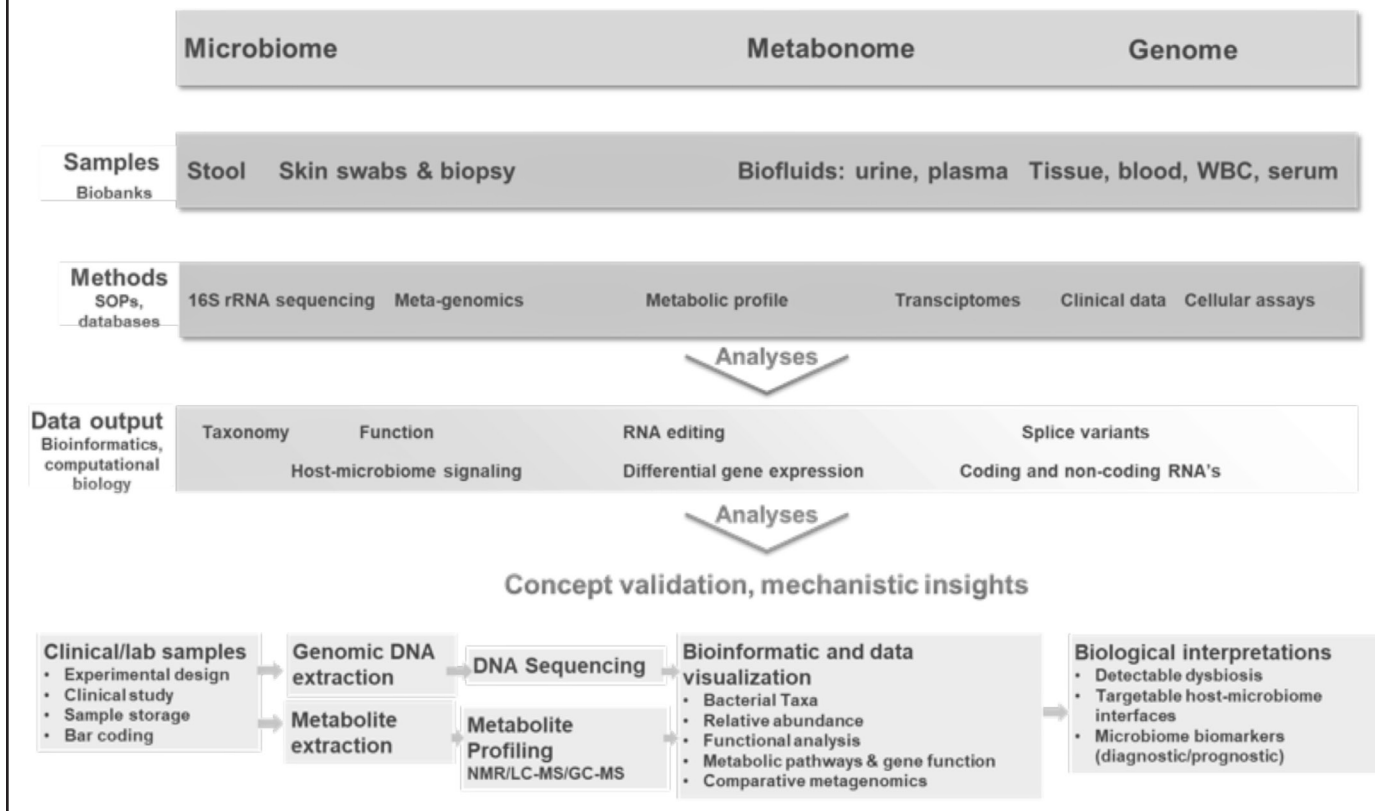 Microbiome Metabonome Genome
Samples
Biobanks
Stool Skin swabs & biopsy Biofluids: urine, plasma Tissue, blood, WBC, serum
Methods
SOPs,
databases
16S rRNA sequencing Meta-genomics Metabolic profile Transciptomes Clinical data Cellular assays
Analyses
Data output
Bioinformatics,
computational
biology
Taxonomy Function RNA editing Splice variants
Host-microbiome signaling Differential gene expression Coding and non-coding RNA's
Analyses
Concept validation, mechanistic insights
Clinical/lab samples
• Experimental design
• Clinical study
• Sample storage
• Bar coding
Genomic DNA
extraction
Metabolite
extraction
DNA Sequencing
Metabolite
Profiling
NMR/LC-MS/GC-MS
Bioinformatic and data
visualization
• Bacterial Taxa
• Relative abundance
• Functional analysis
• Metabolic pathways & gene function
• Comparative metagenomics
Biological interpretations
• Detectable dysbiosis
• Targetable host-microbiome
interfaces
• Microbiome biomarkers
(diagnostic/prognostic)